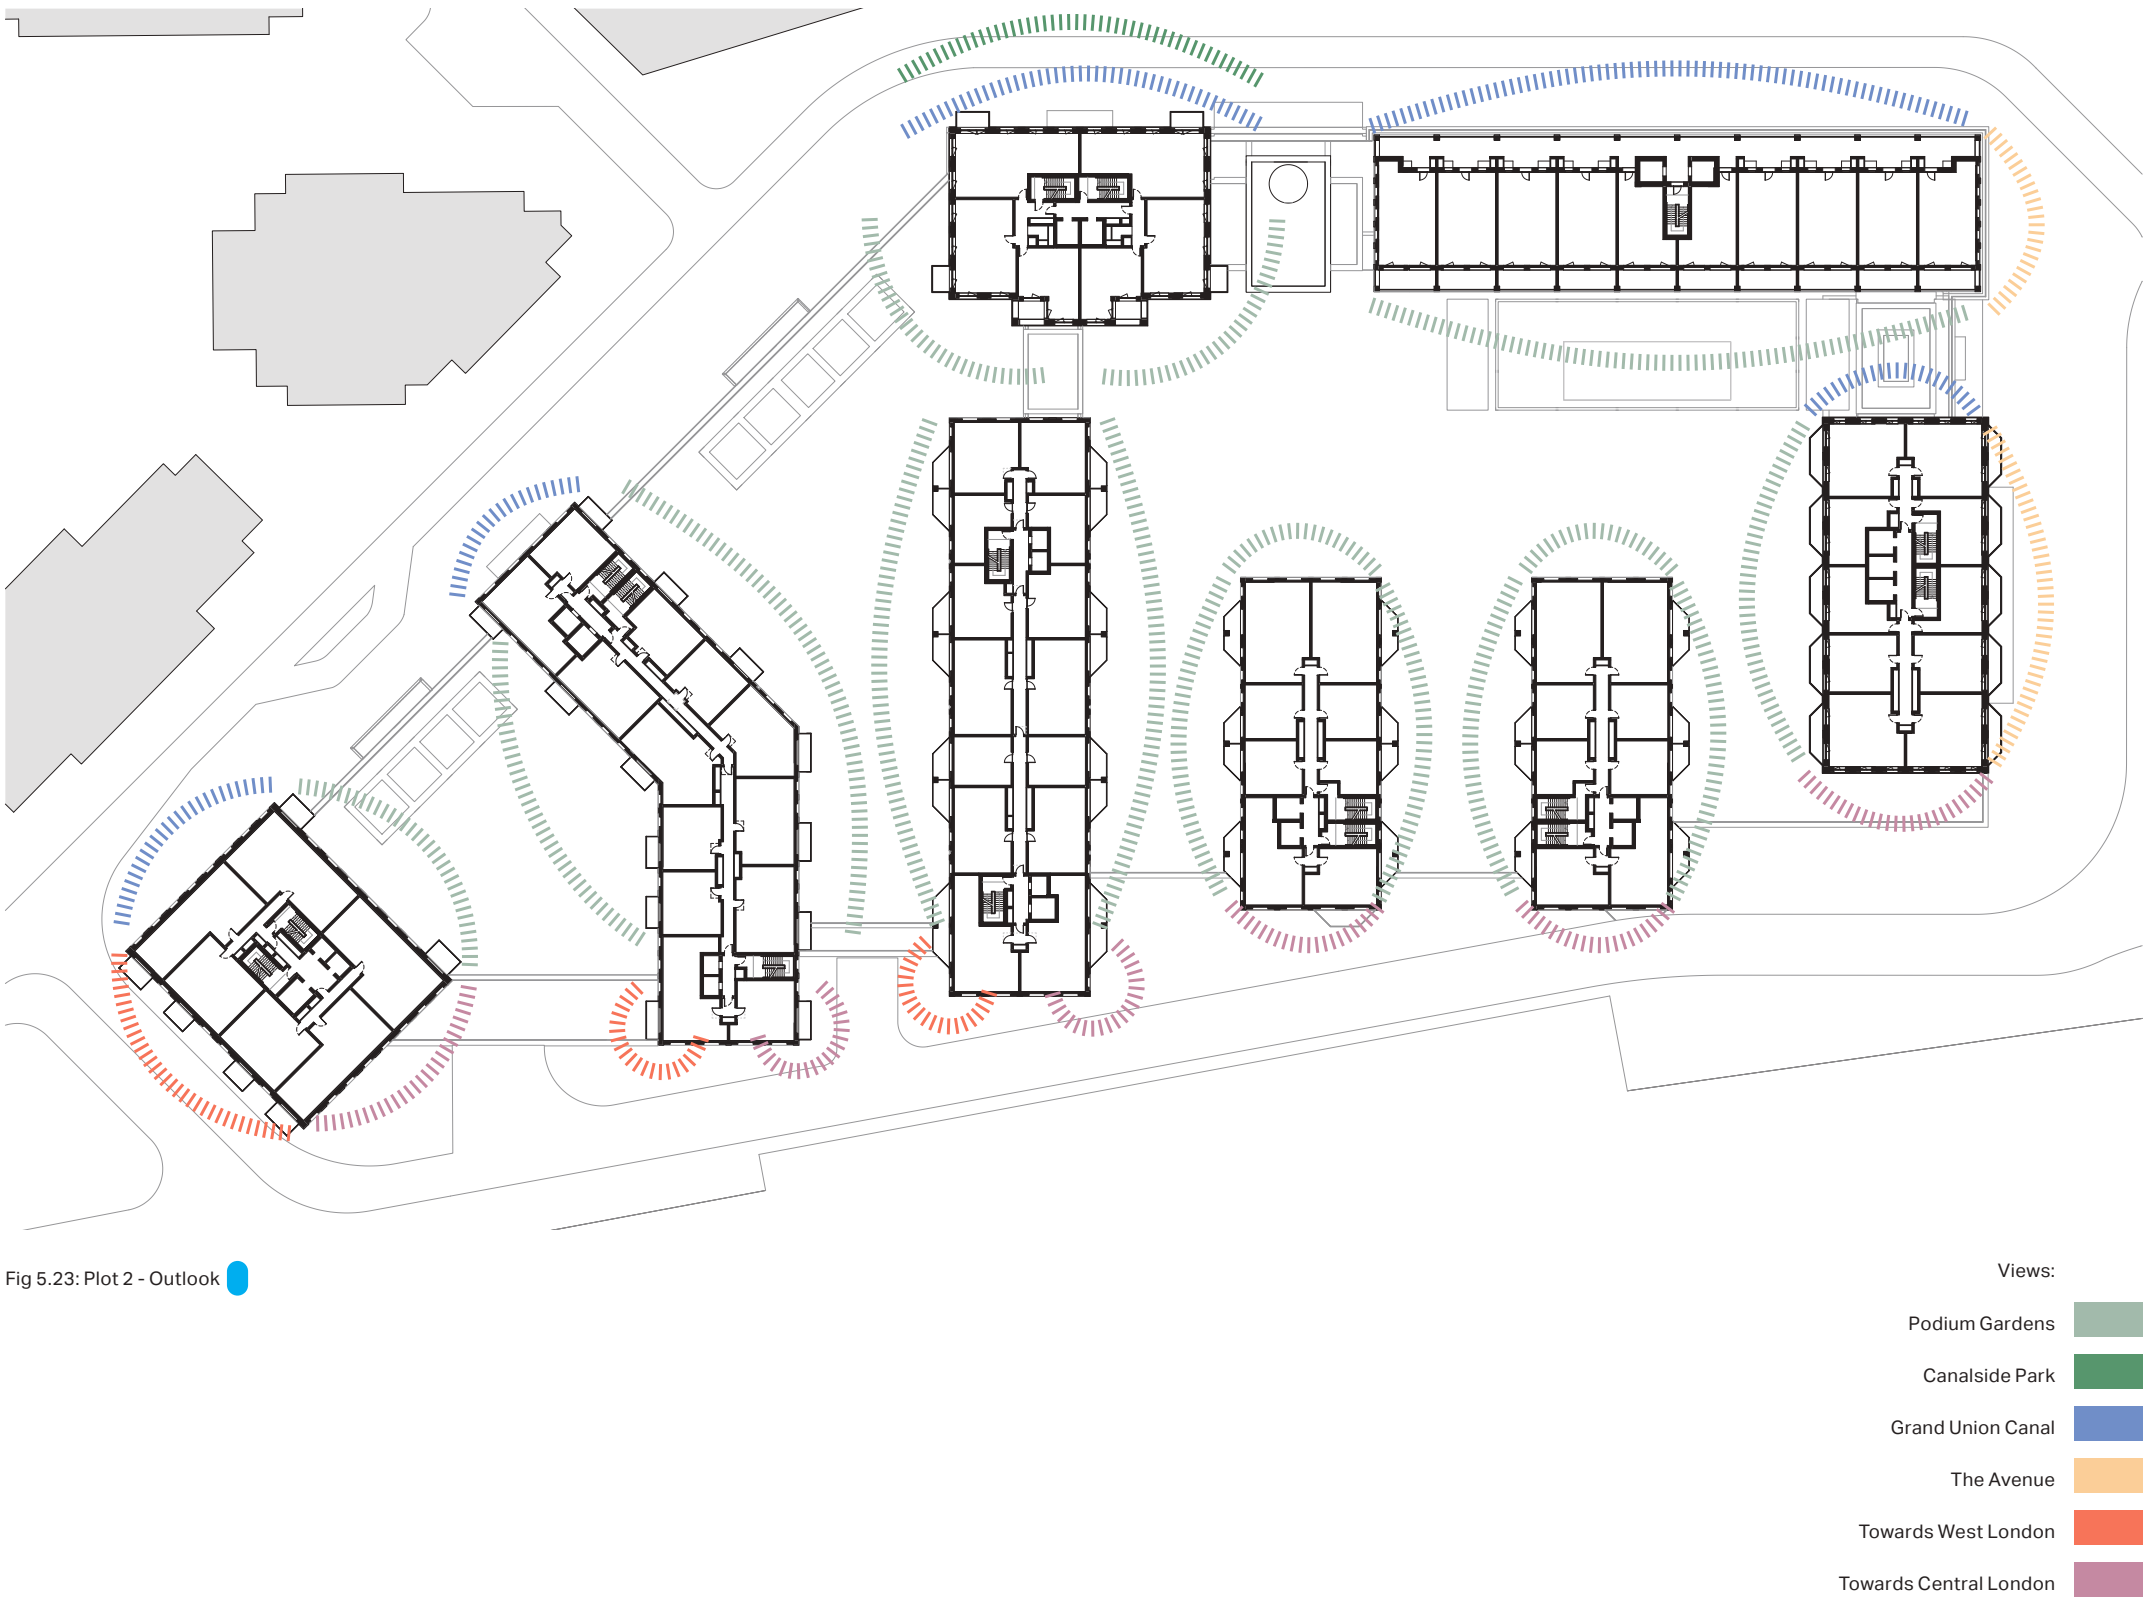 Fig 5.23: Plot 2 - Outlook
Views:
Podium Gardens
Canalside Park
Grand Union Canal
The Avenue
Towards West London
Towards Central London